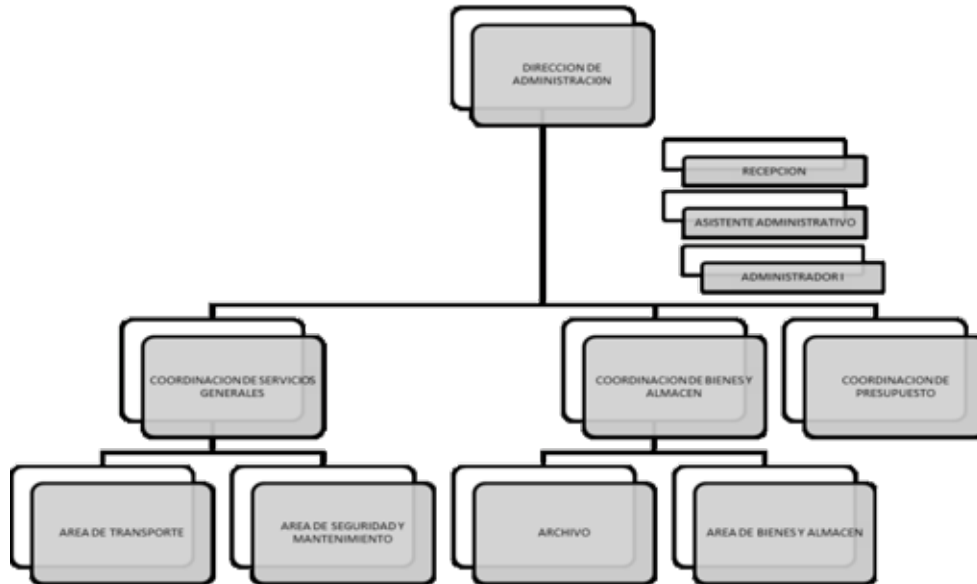 DIRECCION DE
ADMINISTRACION
RECEPCION
ASISTENTE ADMINISTRATIVO
ADMINISTRADOR I
COORDINACION DE SERVICIOS
GENERALES
COORDINACION DE BIENES Y
ALMACEN
COORDINACION DE
PRESUPUESTO
AREA DE TRANSPORTE
AREA DE SEGURIDAD Y
MANTENIMIENTO
ARCHIVO
AREA DE BIENES Y ALMACEN